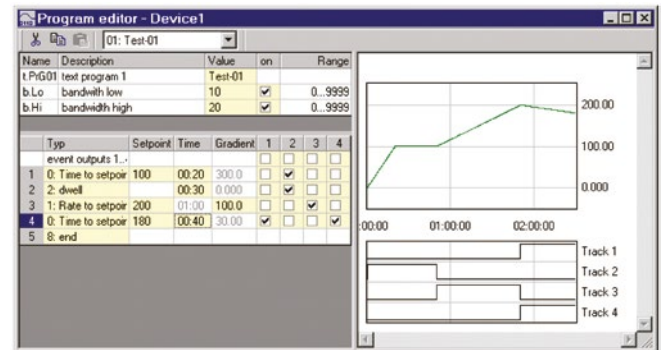 Program editor - Device1
01: Test-01
Name Description Value on Range
t.PrG01 text program 1 Test-01
b.Lo bandwith low 10 0...9999
b.Hi bandwidth high 20 0...9999
Typ Setpoint Time Gradient 1 2 3 4
event outputs 1..
1 0: Time to setpoir 100 00:20 300.0
2 2: dwell 00:30 0.000
3 1: Rate to setpoir 200 01:00 100.0
4 0: Time to setpoir 180 00:40 30.00
5 8: end
200.00
100.00
0.000
:00:00 01:00:00 02:00:00
Track 1
Track 2
Track 3
Track 4